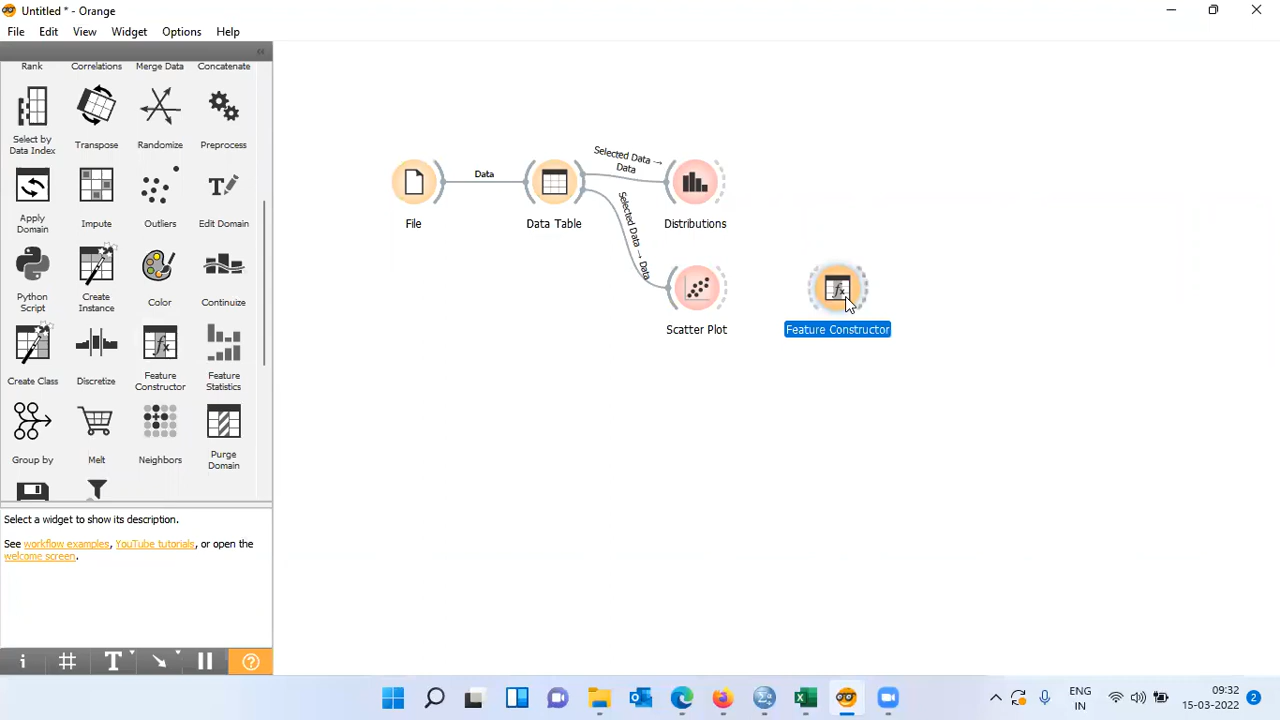 Untitled * - Orange
File Edit View Widget Options Help
Rank Correlations Merge Data Concatenate
Select by
Data Index
Transpose
Randomize
Preprocess
Apply
Domain
Impute
Outliers
Edit Domain
Python
Script
Create
Instance
Color
Continuize
Create Class
Discretize
Feature
Constructor
Feature
Statistics
Group by
Melt
Neighbors
Purge
Domain
Select a widget to show its description.
See workflow examples, YouTube tutorials, or open the
welcome screen.
File
Data
Data Table
Selected Data →
Data
Distributions
Selected Data → Data
Scatter Plot
Feature Constructor
ENG
IN
09:32
15-03-2022
2